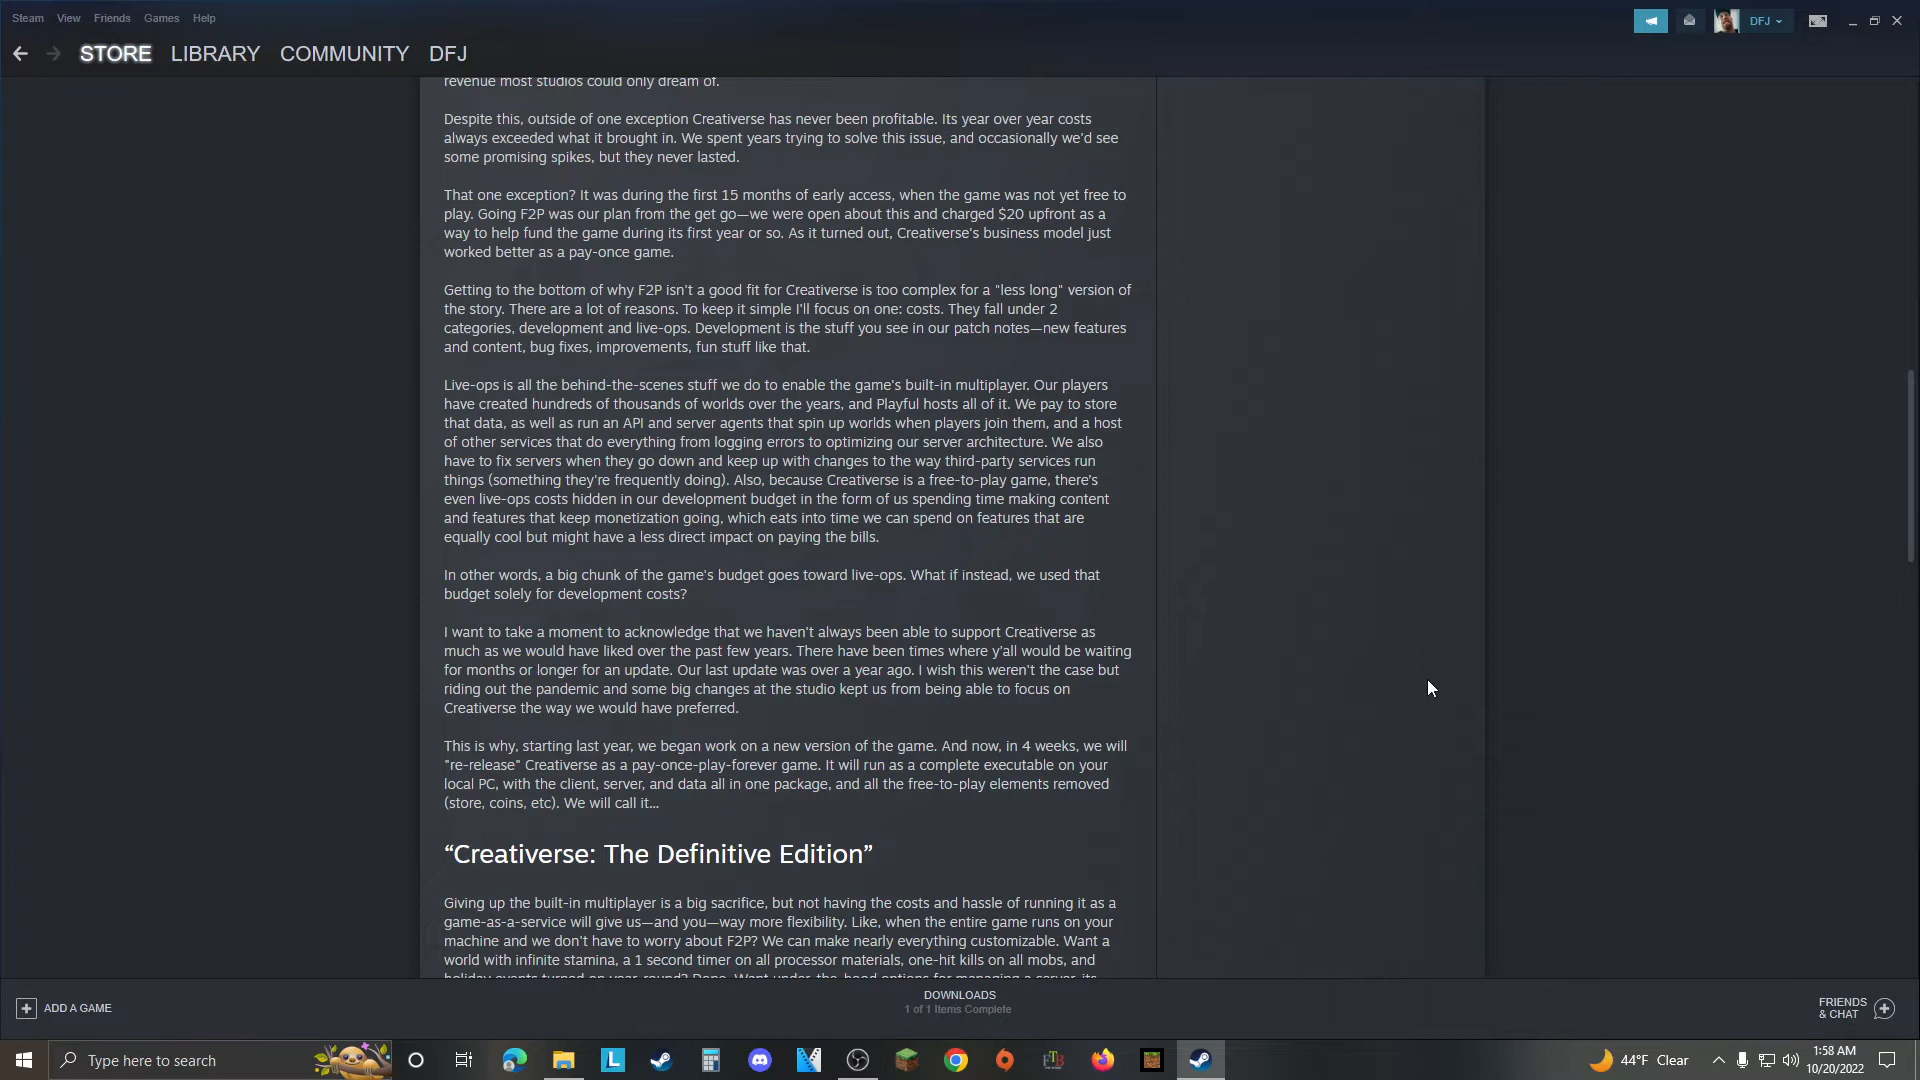 Steam View Friends Games Help
DFJ
STORE LIBRARY COMMUNITY DFJ
revenue most studios could only dream of.
Despite this, outside of one exception Creativerse has never been profitable. Its year over year costs
always exceeded what it brought in. We spent years trying to solve this issue, and occasionally we'd see
some promising spikes, but they never lasted.
That one exception? It was during the first 15 months of early access, when the game was not yet free to
play. Going F2P was our plan from the get go—we were open about this and charged $20 upfront as a
way to help fund the game during its first year or so. As it turned out, Creativerse's business model just
worked better as a pay-once game.
Getting to the bottom of why F2P isn't a good fit for Creativerse is too complex for a "less long" version of
the story. There are a lot of reasons. To keep it simple I'll focus on one: costs. They fall under 2
categories, development and live-ops. Development is the stuff you see in our patch notes—new features
and content, bug fixes, improvements, fun stuff like that.
Live-ops is all the behind-the-scenes stuff we do to enable the game's built-in multiplayer. Our players
have created hundreds of thousands of worlds over the years, and Playful hosts all of it. We pay to store
that data, as well as run an API and server agents that spin up worlds when players join them, and a host
of other services that do everything from logging errors to optimizing our server architecture. We also
have to fix servers when they go down and keep up with changes to the way third-party services run
things (something they're frequently doing). Also, because Creativerse is a free-to-play game, there's
even live-ops costs hidden in our development budget in the form of us spending time making content
and features that keep monetization going, which eats into time we can spend on features that are
equally cool but might have a less direct impact on paying the bills.
In other words, a big chunk of the game's budget goes toward live-ops. What if instead, we used that
budget solely for development costs?
I want to take a moment to acknowledge that we haven't always been able to support Creativerse as
much as we would have liked over the past few years. There have been times where y'all would be waiting
for months or longer for an update. Our last update was over a year ago. I wish this weren't the case but
riding out the pandemic and some big changes at the studio kept us from being able to focus on
Creativerse the way we would have preferred.
This is why, starting last year, we began work on a new version of the game. And now, in 4 weeks, we will
"re-release" Creativerse as a pay-once-play-forever game. It will run as a complete executable on your
local PC, with the client, server, and data all in one package, and all the free-to-play elements removed
(store, coins, etc). We will call it...
“Creativerse: The Definitive Edition”
Giving up the built-in multiplayer is a big sacrifice, but not having the costs and hassle of running it as a
game-as-a-service will give us—and you—way more flexibility. Like, when the entire game runs on your
machine and we don't have to worry about F2P? We can make nearly everything customizable. Want a
world with infinite stamina, a 1 second timer on all processor materials, one-hit kills on all mobs, and
holiday events turned on year-round? Done. Want under-the-hood options for managing a server, its
ADD A GAME
DOWNLOADS
1 of 1 Items Complete
FRIENDS
& CHAT
Type here to search
L
FTB
44°F Clear
1:58 AM
10/20/2022